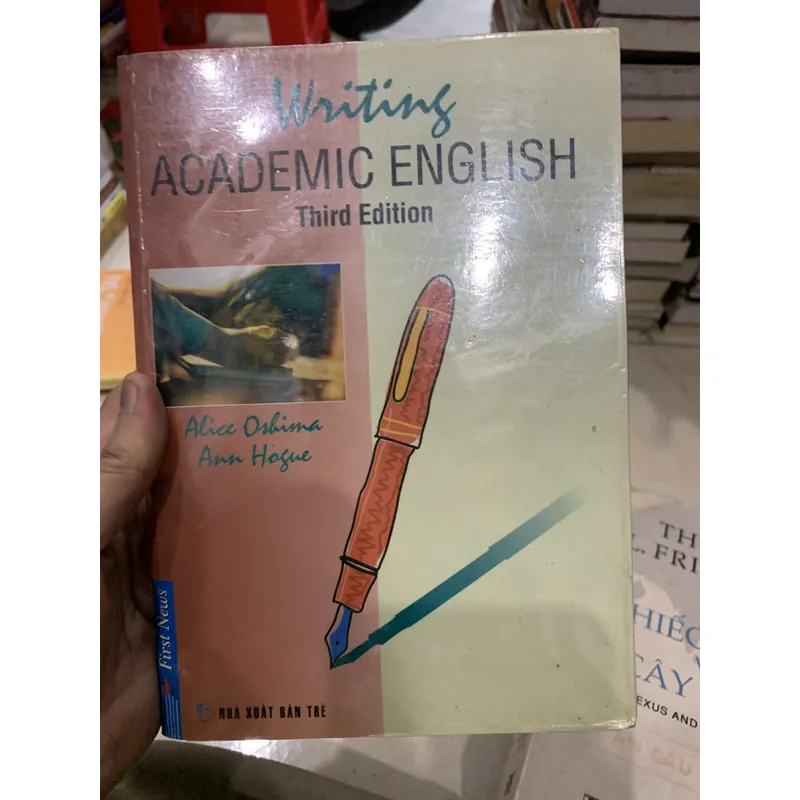 Writing
ACADEMIC ENGLISH
Third Edition
Alice Oshima
Ann Hogue
First News
NHÀ XUẤT BẢN TRẺ
TH
L. FRI
HIẾC
CÂY
EXUS AND